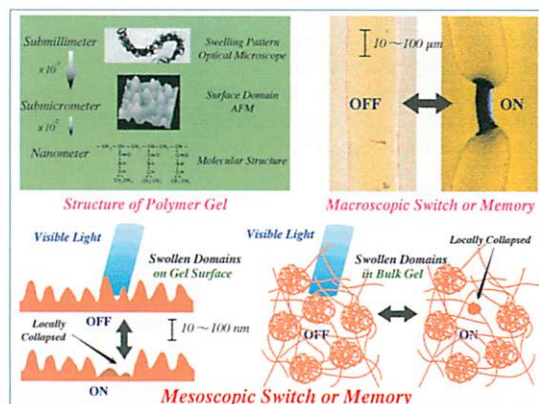 Submillimeter
×10³
Submicrometer
×10²
Nanometer
Swelling Pattern
Optical Microscope
Surface Domain
AFM
Molecular Structure
Structure of Polymer Gel
10～100 μm
OFF
ON
Macroscopic Switch or Memory
Visible Light
Swollen Domains
on Gel Surface
OFF
10～100 nm
Locally
Collapsed
ON
Visible Light
Swollen Domains
in Bulk Gel
OFF
Locally
Collapsed
ON
Mesoscopic Switch or Memory